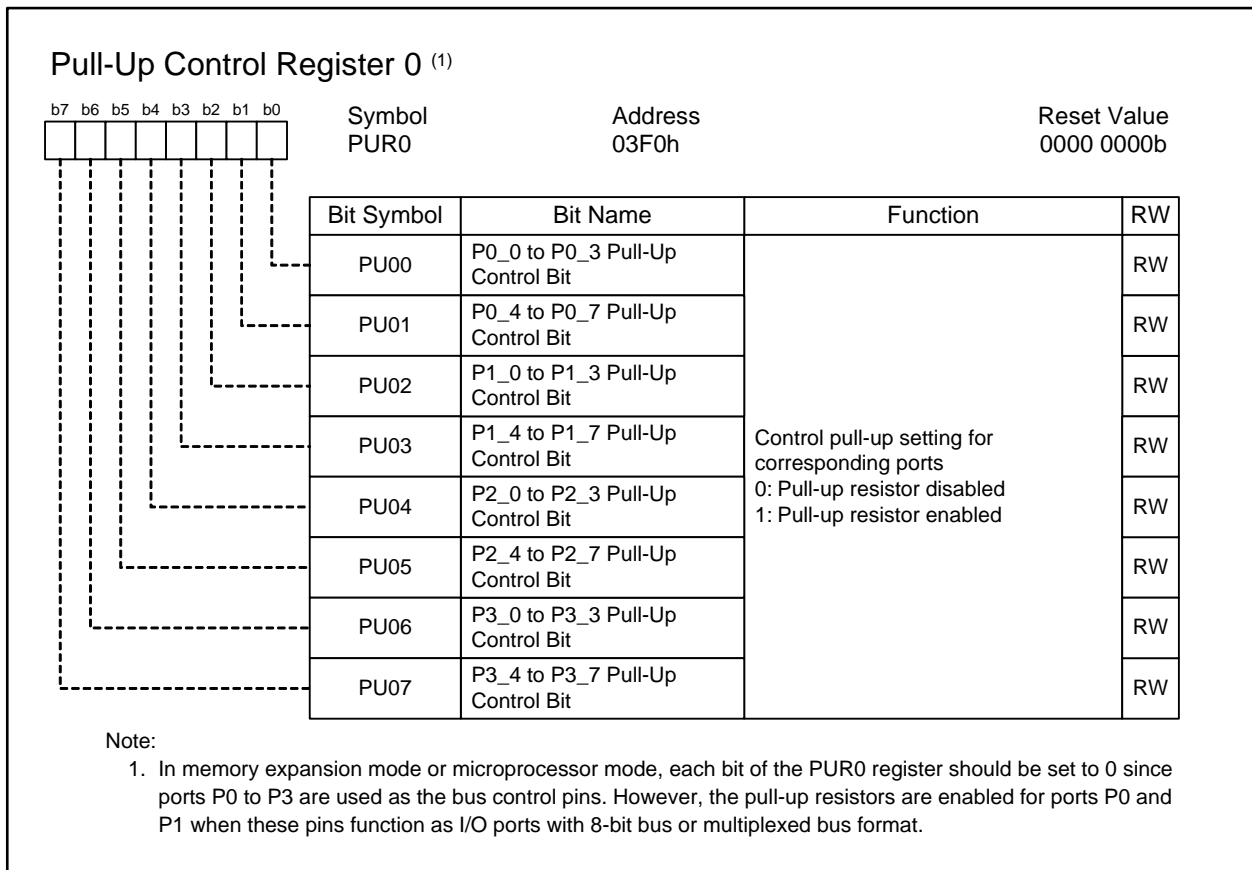 Pull-Up Control Register 0 (1)
b7 b6 b5 b4 b3 b2 b1 b0
Symbol Address Reset Value
PUR0 03F0h 0000 0000b
Bit Symbol Bit Name Function RW
PU00 P0_0 to P0_3 Pull-Up
Control Bit RW
PU01 P0_4 to P0_7 Pull-Up
Control Bit RW
PU02 P1_0 to P1_3 Pull-Up
Control Bit RW
PU03 P1_4 to P1_7 Pull-Up
Control Bit RW
PU04 P2_0 to P2_3 Pull-Up
Control Bit RW
PU05 P2_4 to P2_7 Pull-Up
Control Bit RW
PU06 P3_0 to P3_3 Pull-Up
Control Bit RW
PU07 P3_4 to P3_7 Pull-Up
Control Bit RW
Control pull-up setting for
corresponding ports
0: Pull-up resistor disabled
1: Pull-up resistor enabled
Note:
1. In memory expansion mode or microprocessor mode, each bit of the PUR0 register should be set to 0 since
ports P0 to P3 are used as the bus control pins. However, the pull-up resistors are enabled for ports P0 and
P1 when these pins function as I/O ports with 8-bit bus or multiplexed bus format.